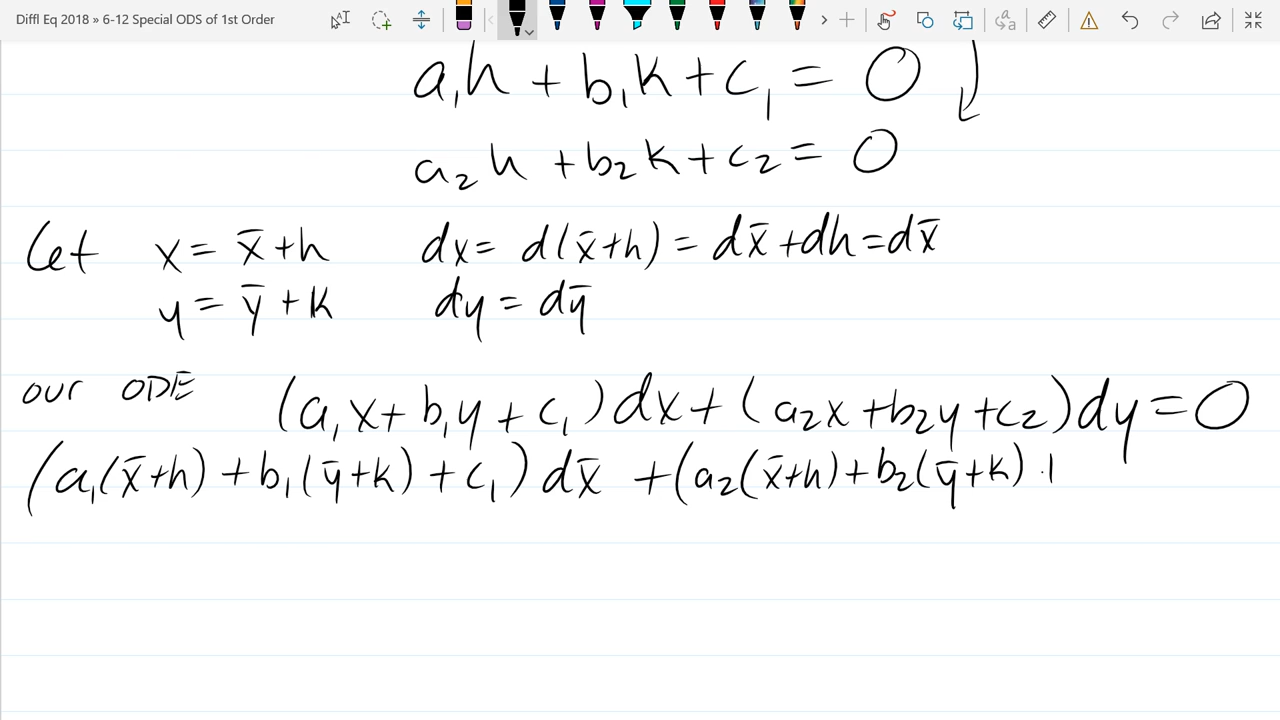 Diffl Eq 2018 » 6-12 Special ODS of 1st Order
a₁h + b₁k + c₁ = 0
a₂h + b₂k + c₂ = 0
Let x = x̄ + h dx = d(x̄+h) = dx̄ + dh = dx̄
y = ȳ + k dy = dȳ
our ODE (a₁x + b₁y + c₁)dx + (a₂x + b₂y + c₂)dy = 0
(a₁(x̄+h) + b₁(ȳ+k) + c₁)dx̄ + (a₂(x̄+h) + b₂(ȳ+k)